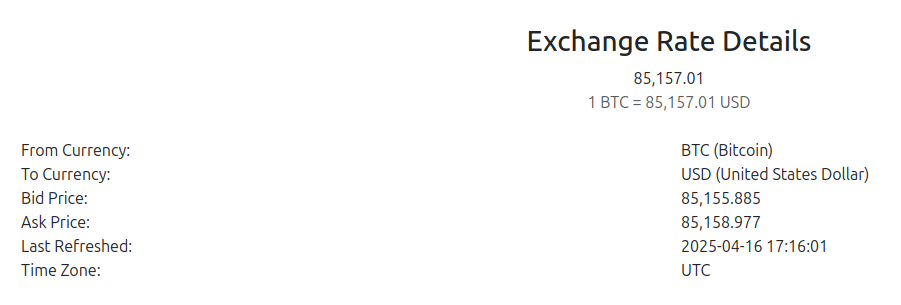 Exchange Rate Details
85,157.01
1 BTC = 85,157.01 USD
From Currency: BTC (Bitcoin)
To Currency: USD (United States Dollar)
Bid Price: 85,155.885
Ask Price: 85,158.977
Last Refreshed: 2025-04-16 17:16:01
Time Zone: UTC